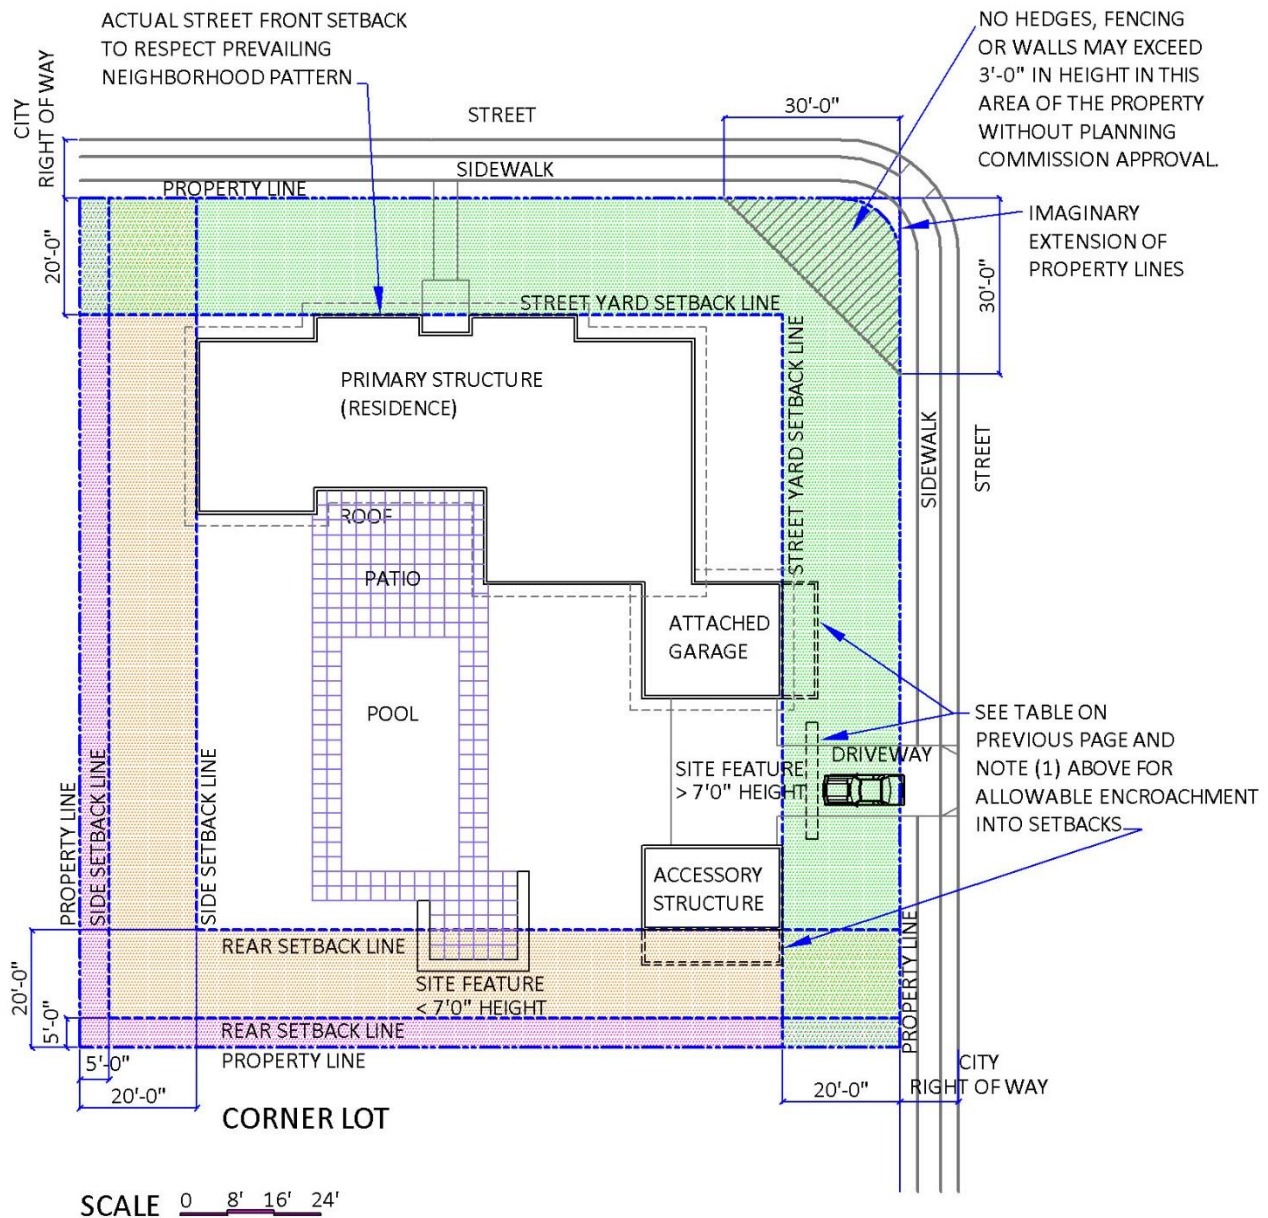 ACTUAL STREET FRONT SETBACK
TO RESPECT PREVAILING
NEIGHBORHOOD PATTERN
NO HEDGES, FENCING
OR WALLS MAY EXCEED
3'-0" IN HEIGHT IN THIS
AREA OF THE PROPERTY
WITHOUT PLANNING
COMMISSION APPROVAL.
CITY
RIGHT OF WAY
30'-0"
STREET
SIDEWALK
PROPERTY LINE
IMAGINARY
EXTENSION OF
PROPERTY LINES
20'-0"
30'-0"
STREET YARD SETBACK LINE
STREET YARD SETBACK LINE
PRIMARY STRUCTURE
(RESIDENCE)
SIDEWALK
STREET
ROOF
PATIO
ATTACHED
GARAGE
POOL
SEE TABLE ON
PREVIOUS PAGE AND
NOTE (1) ABOVE FOR
ALLOWABLE ENCROACHMENT
INTO SETBACKS
DRIVEWAY
SITE FEATURE
> 7'0" HEIGHT
PROPERTY LINE
SIDE SETBACK LINE
SIDE SETBACK LINE
ACCESSORY
STRUCTURE
PROPERTY LINE
REAR SETBACK LINE
SITE FEATURE
< 7'0" HEIGHT
20'-0"
5'-0"
REAR SETBACK LINE
PROPERTY LINE
5'-0"
20'-0"
20'-0"
CITY
RIGHT OF WAY
CORNER LOT
SCALE 0 8' 16' 24'